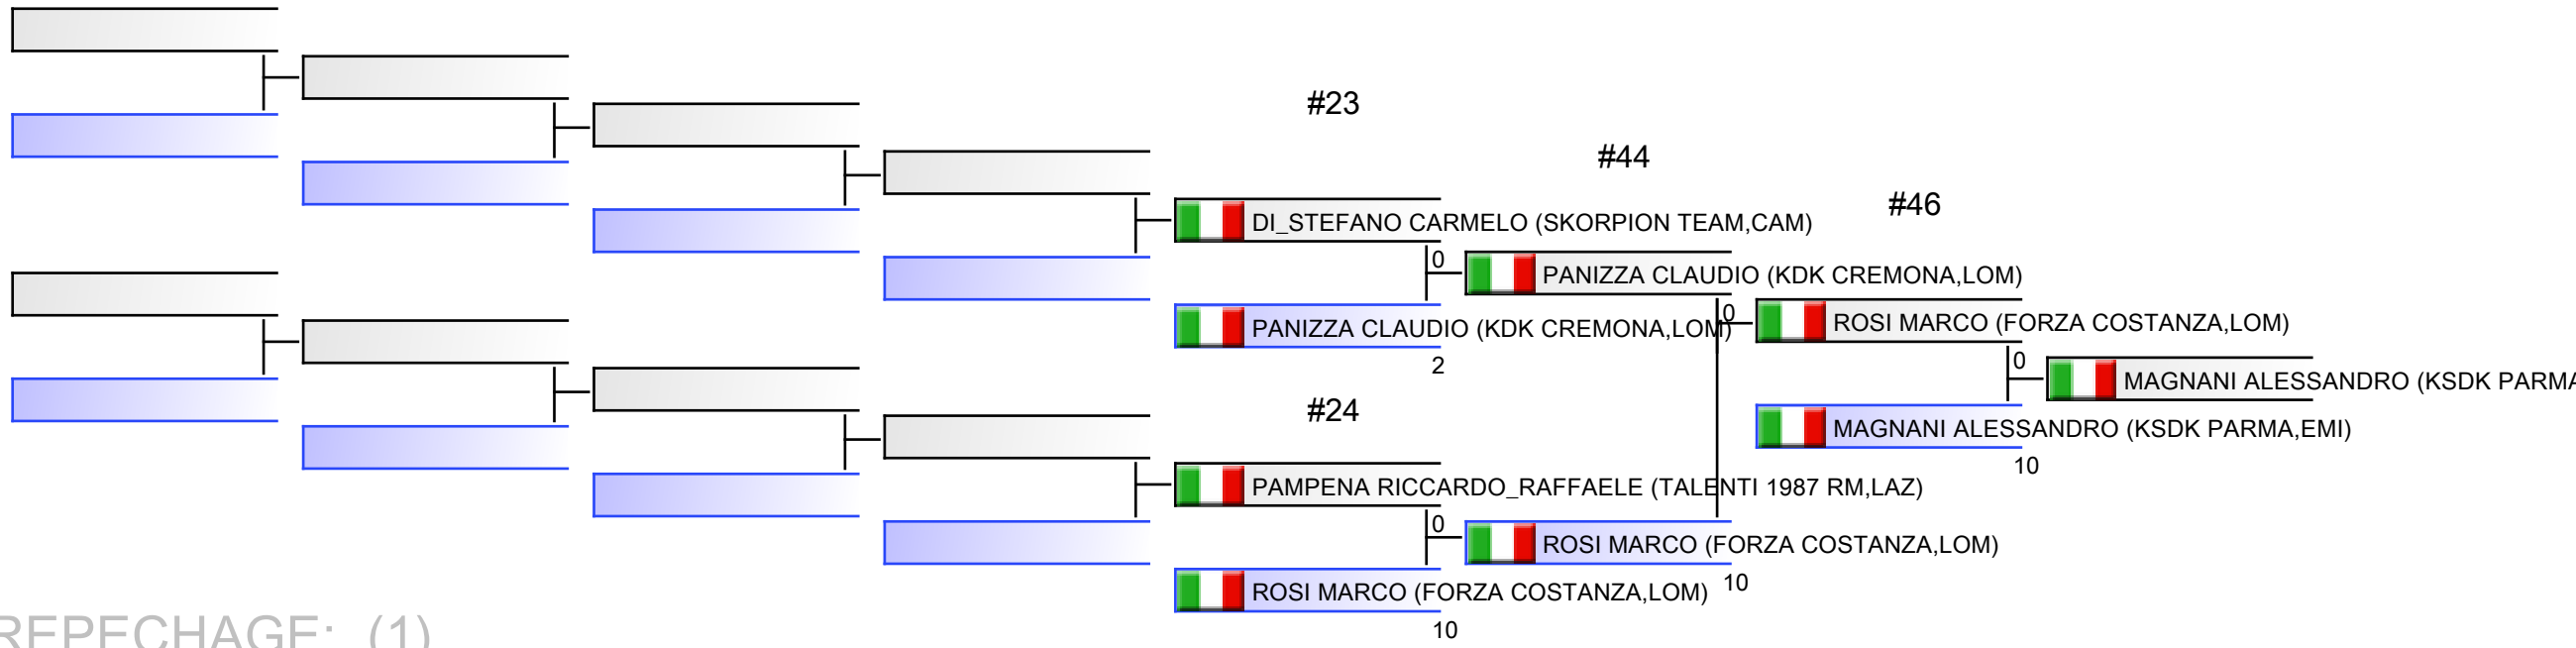 #23
#44
#46
DI_STEFANO CARMELO (SKORPION TEAM,CAM)
0
PANIZZA CLAUDIO (KDK CREMONA,LOM)
PANIZZA CLAUDIO (KDK CREMONA,LOM)
2
0
ROSI MARCO (FORZA COSTANZA,LOM)
0
MAGNANI ALESSANDRO (KSDK PARMA
MAGNANI ALESSANDRO (KSDK PARMA,EMI)
10
#24
PAMPENA RICCARDO_RAFFAELE (TALENTI 1987 RM,LAZ)
0
ROSI MARCO (FORZA COSTANZA,LOM)
10
ROSI MARCO (FORZA COSTANZA,LOM)
10
REPECHAGE: (1)